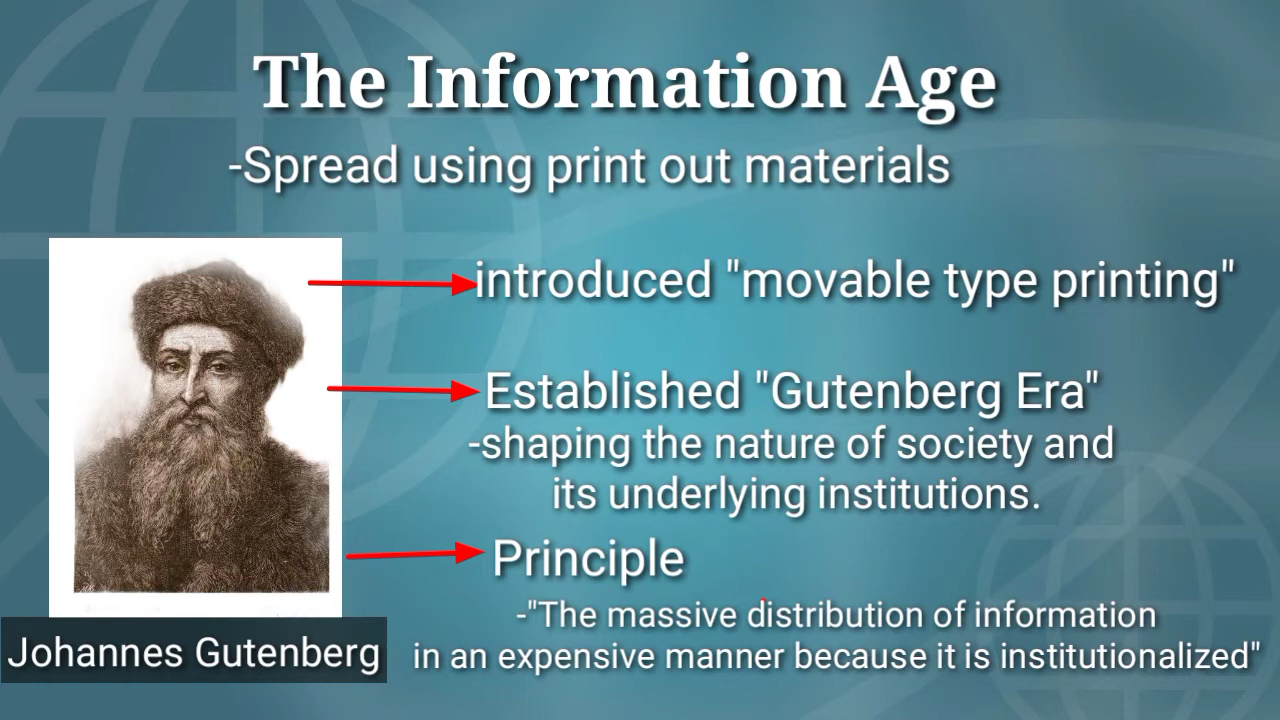 The Information Age
-Spread using print out materials
introduced "movable type printing"
Established "Gutenberg Era"
-shaping the nature of society and
its underlying institutions.
Principle
-"The massive distribution of information
in an expensive manner because it is institutionalized"
Johannes Gutenberg